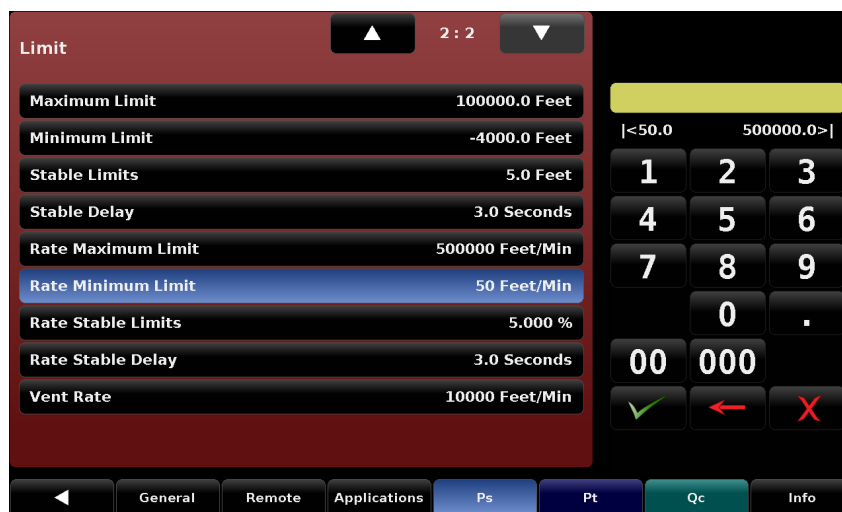 Limit
2 : 2
Maximum Limit 100000.0 Feet
Minimum Limit -4000.0 Feet
Stable Limits 5.0 Feet
Stable Delay 3.0 Seconds
Rate Maximum Limit 500000 Feet/Min
Rate Minimum Limit 50 Feet/Min
Rate Stable Limits 5.000 %
Rate Stable Delay 3.0 Seconds
Vent Rate 10000 Feet/Min
|<50.0 500000.0>|
1 2 3
4 5 6
7 8 9
0 .
00 000
X
General Remote Applications Ps Pt Qc Info